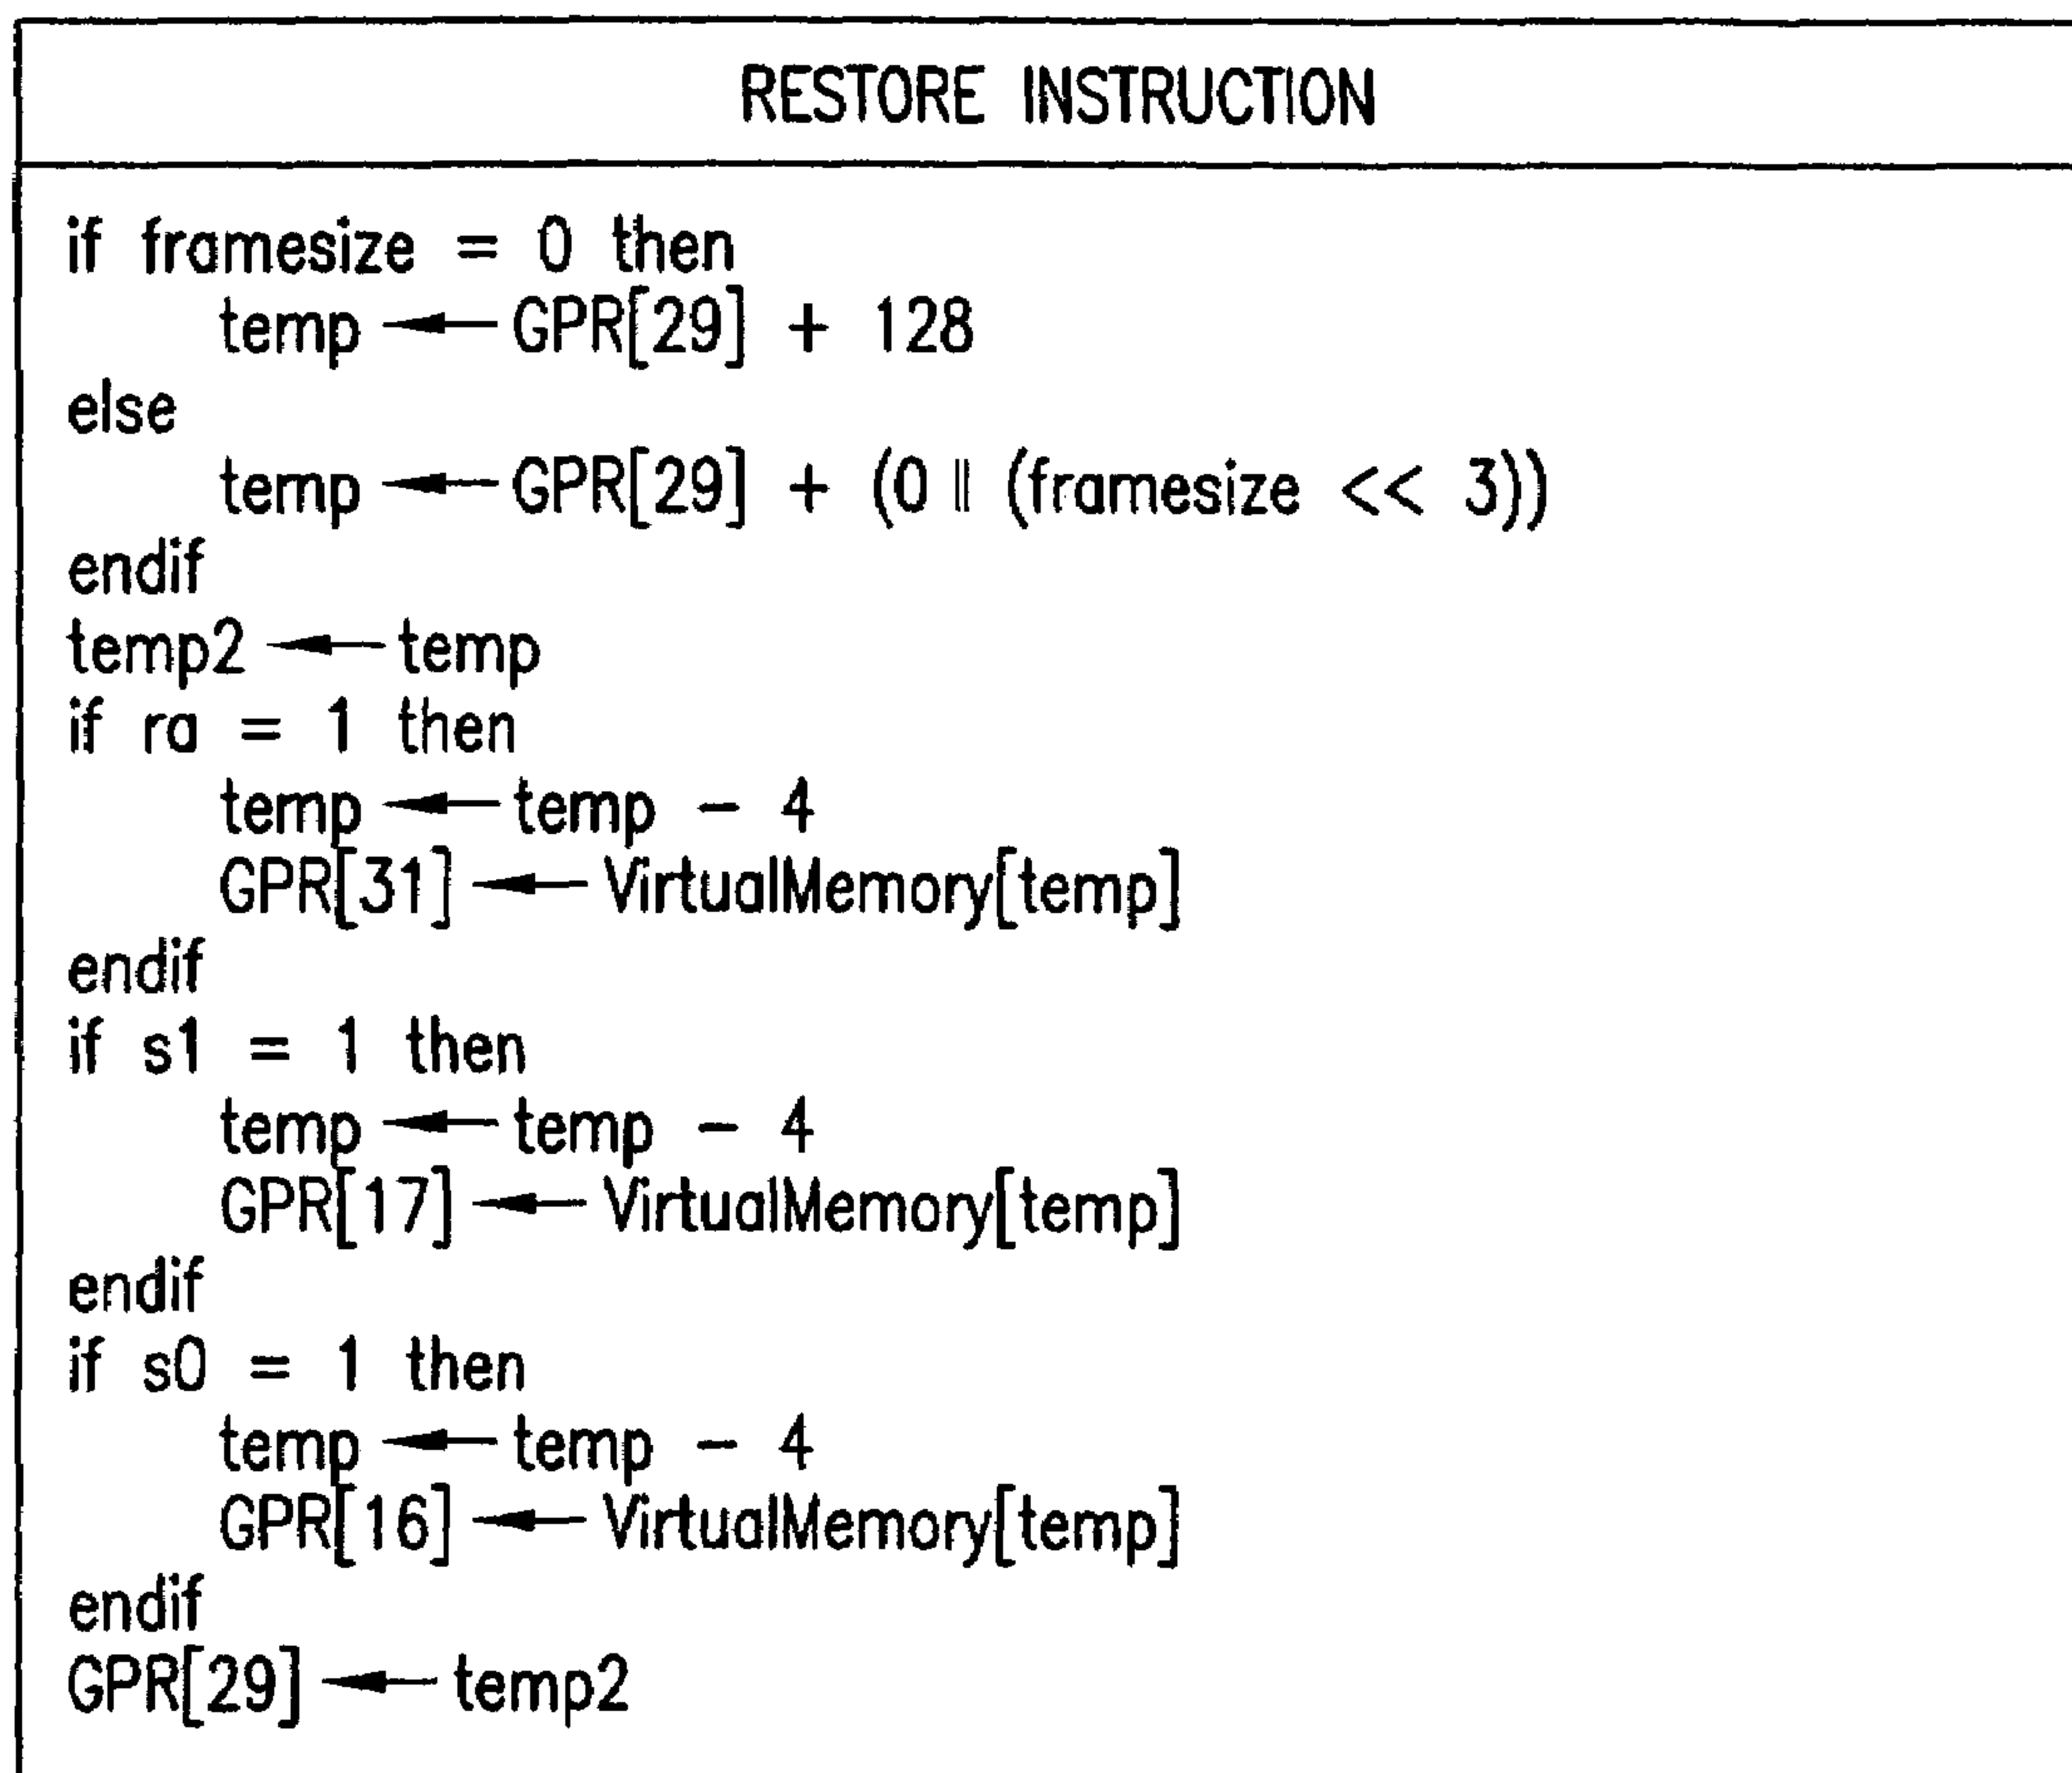 RESTORE INSTRUCTION
if framesize = 0 then
temp ← GPR[29] + 128
else
temp ← GPR[29] + (0 || (framesize << 3))
endif
temp2 ← temp
if ra = 1 then
temp ← temp - 4
GPR[31] ← VirtualMemory[temp]
endif
if s1 = 1 then
temp ← temp - 4
GPR[17] ← VirtualMemory[temp]
endif
if s0 = 1 then
temp ← temp - 4
GPR[16] ← VirtualMemory[temp]
endif
GPR[29] ← temp2